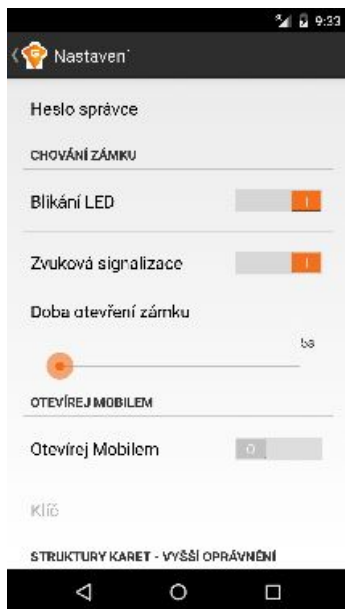 9:33
Nastavení
Heslo správce
CHOVÁNÍ ZÁMKU
Blikání LED
Zvuková signalizace
Doba otevření zámku
5s
OTEVÍREJ MOBILEM
Otevírej Mobilem
Klíč
STRUKTURY KARET - VYŠŠÍ OPRÁVNĚNÍ